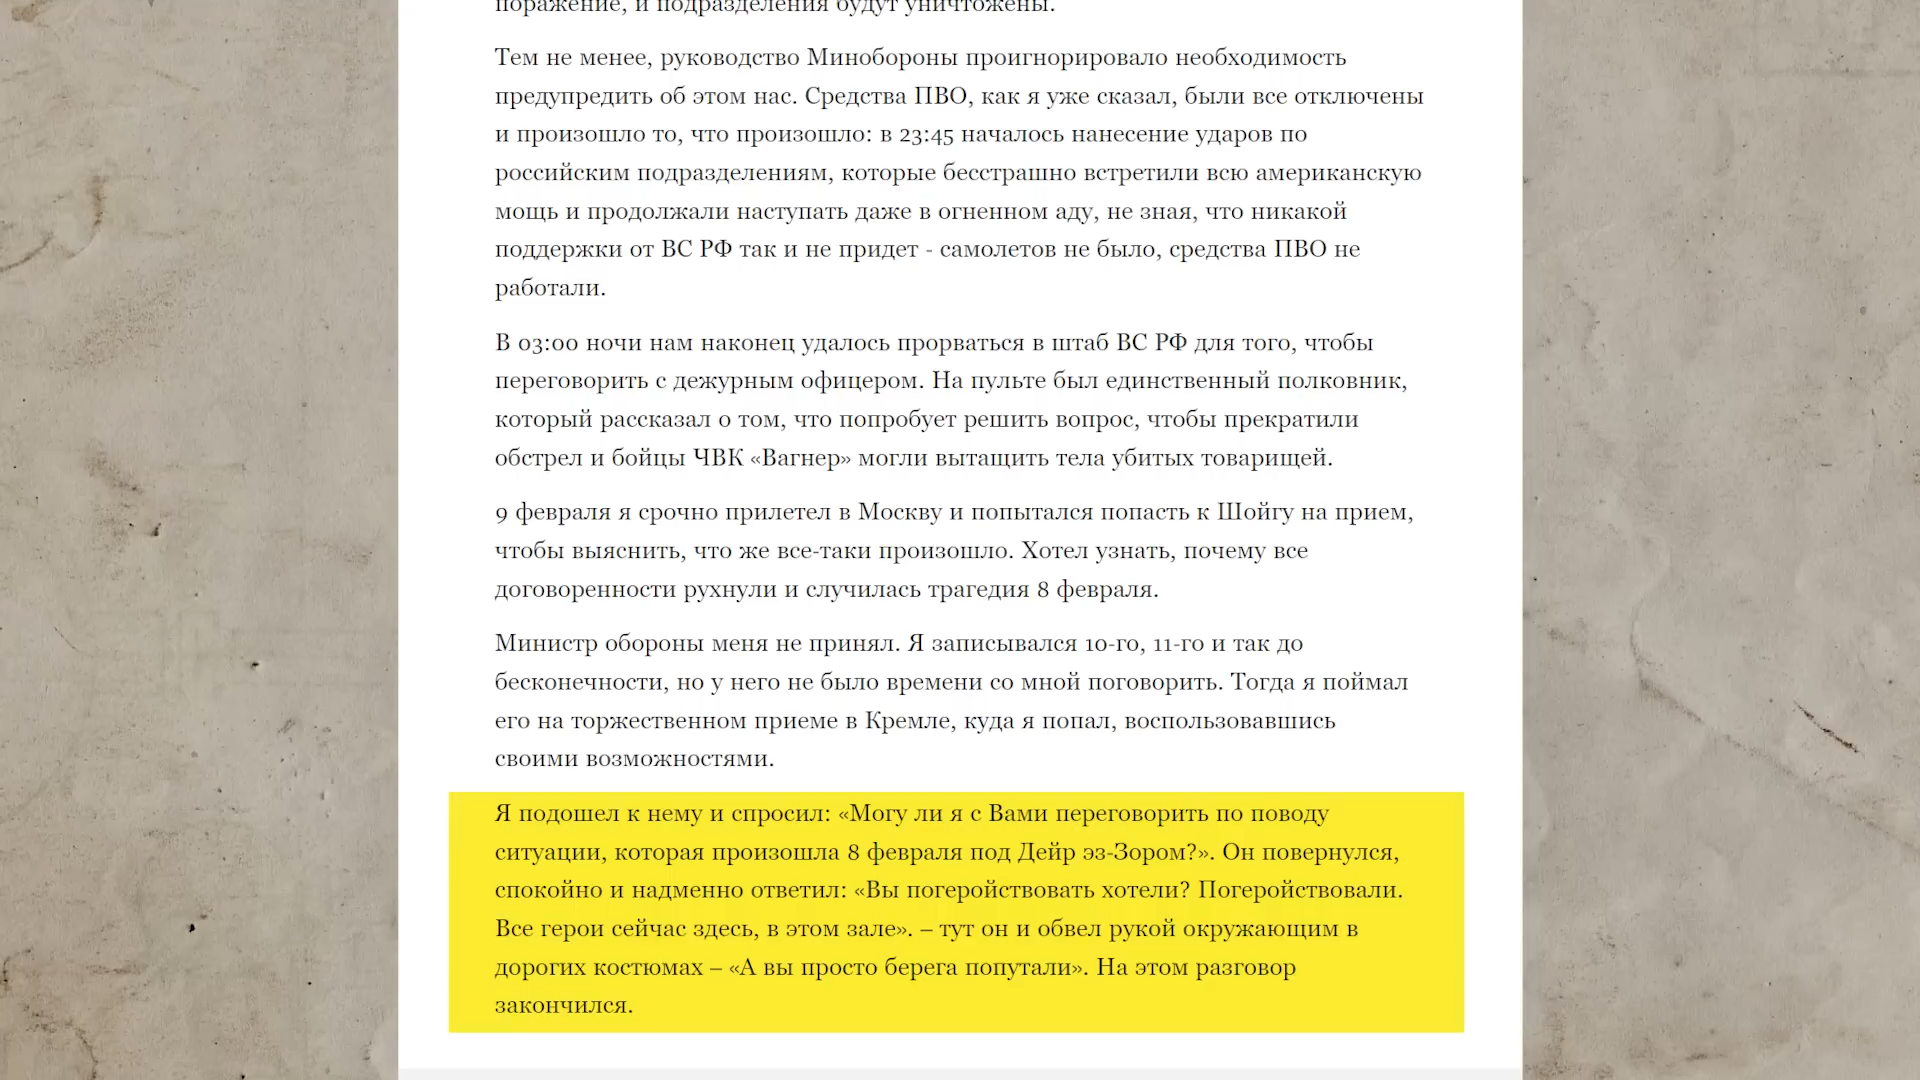 поражение, и подразделения будут уничтожены.
Тем не менее, руководство Минобороны проигнорировало необходимость
предупредить об этом нас. Средства ПВО, как я уже сказал, были все отключены
и произошло то, что произошло: в 23:45 началось нанесение ударов по
российским подразделениям, которые бесстрашно встретили всю американскую
мощь и продолжали наступать даже в огненном аду, не зная, что никакой
поддержки от ВС РФ так и не придет - самолетов не было, средства ПВО не
работали.
В 03:00 ночи нам наконец удалось прорваться в штаб ВС РФ для того, чтобы
переговорить с дежурным офицером. На пульте был единственный полковник,
который рассказал о том, что попробует решить вопрос, чтобы прекратили
обстрел и бойцы ЧВК «Вагнер» могли вытащить тела убитых товарищей.
9 февраля я срочно прилетел в Москву и попытался попасть к Шойгу на прием,
чтобы выяснить, что же все-таки произошло. Хотел узнать, почему все
договоренности рухнули и случилась трагедия 8 февраля.
Министр обороны меня не принял. Я записывался 10-го, 11-го и так до
бесконечности, но у него не было времени со мной поговорить. Тогда я поймал
его на торжественном приеме в Кремле, куда я попал, воспользовавшись
своими возможностями.
Я подошел к нему и спросил: «Могу ли я с Вами переговорить по поводу
ситуации, которая произошла 8 февраля под Дейр эз-Зором?». Он повернулся,
спокойно и надменно ответил: «Вы погеройствовать хотели? Погеройствовали.
Все герои сейчас здесь, в этом зале». – тут он и обвел рукой окружающим в
дорогих костюмах – «А вы просто берега попутали». На этом разговор
закончился.